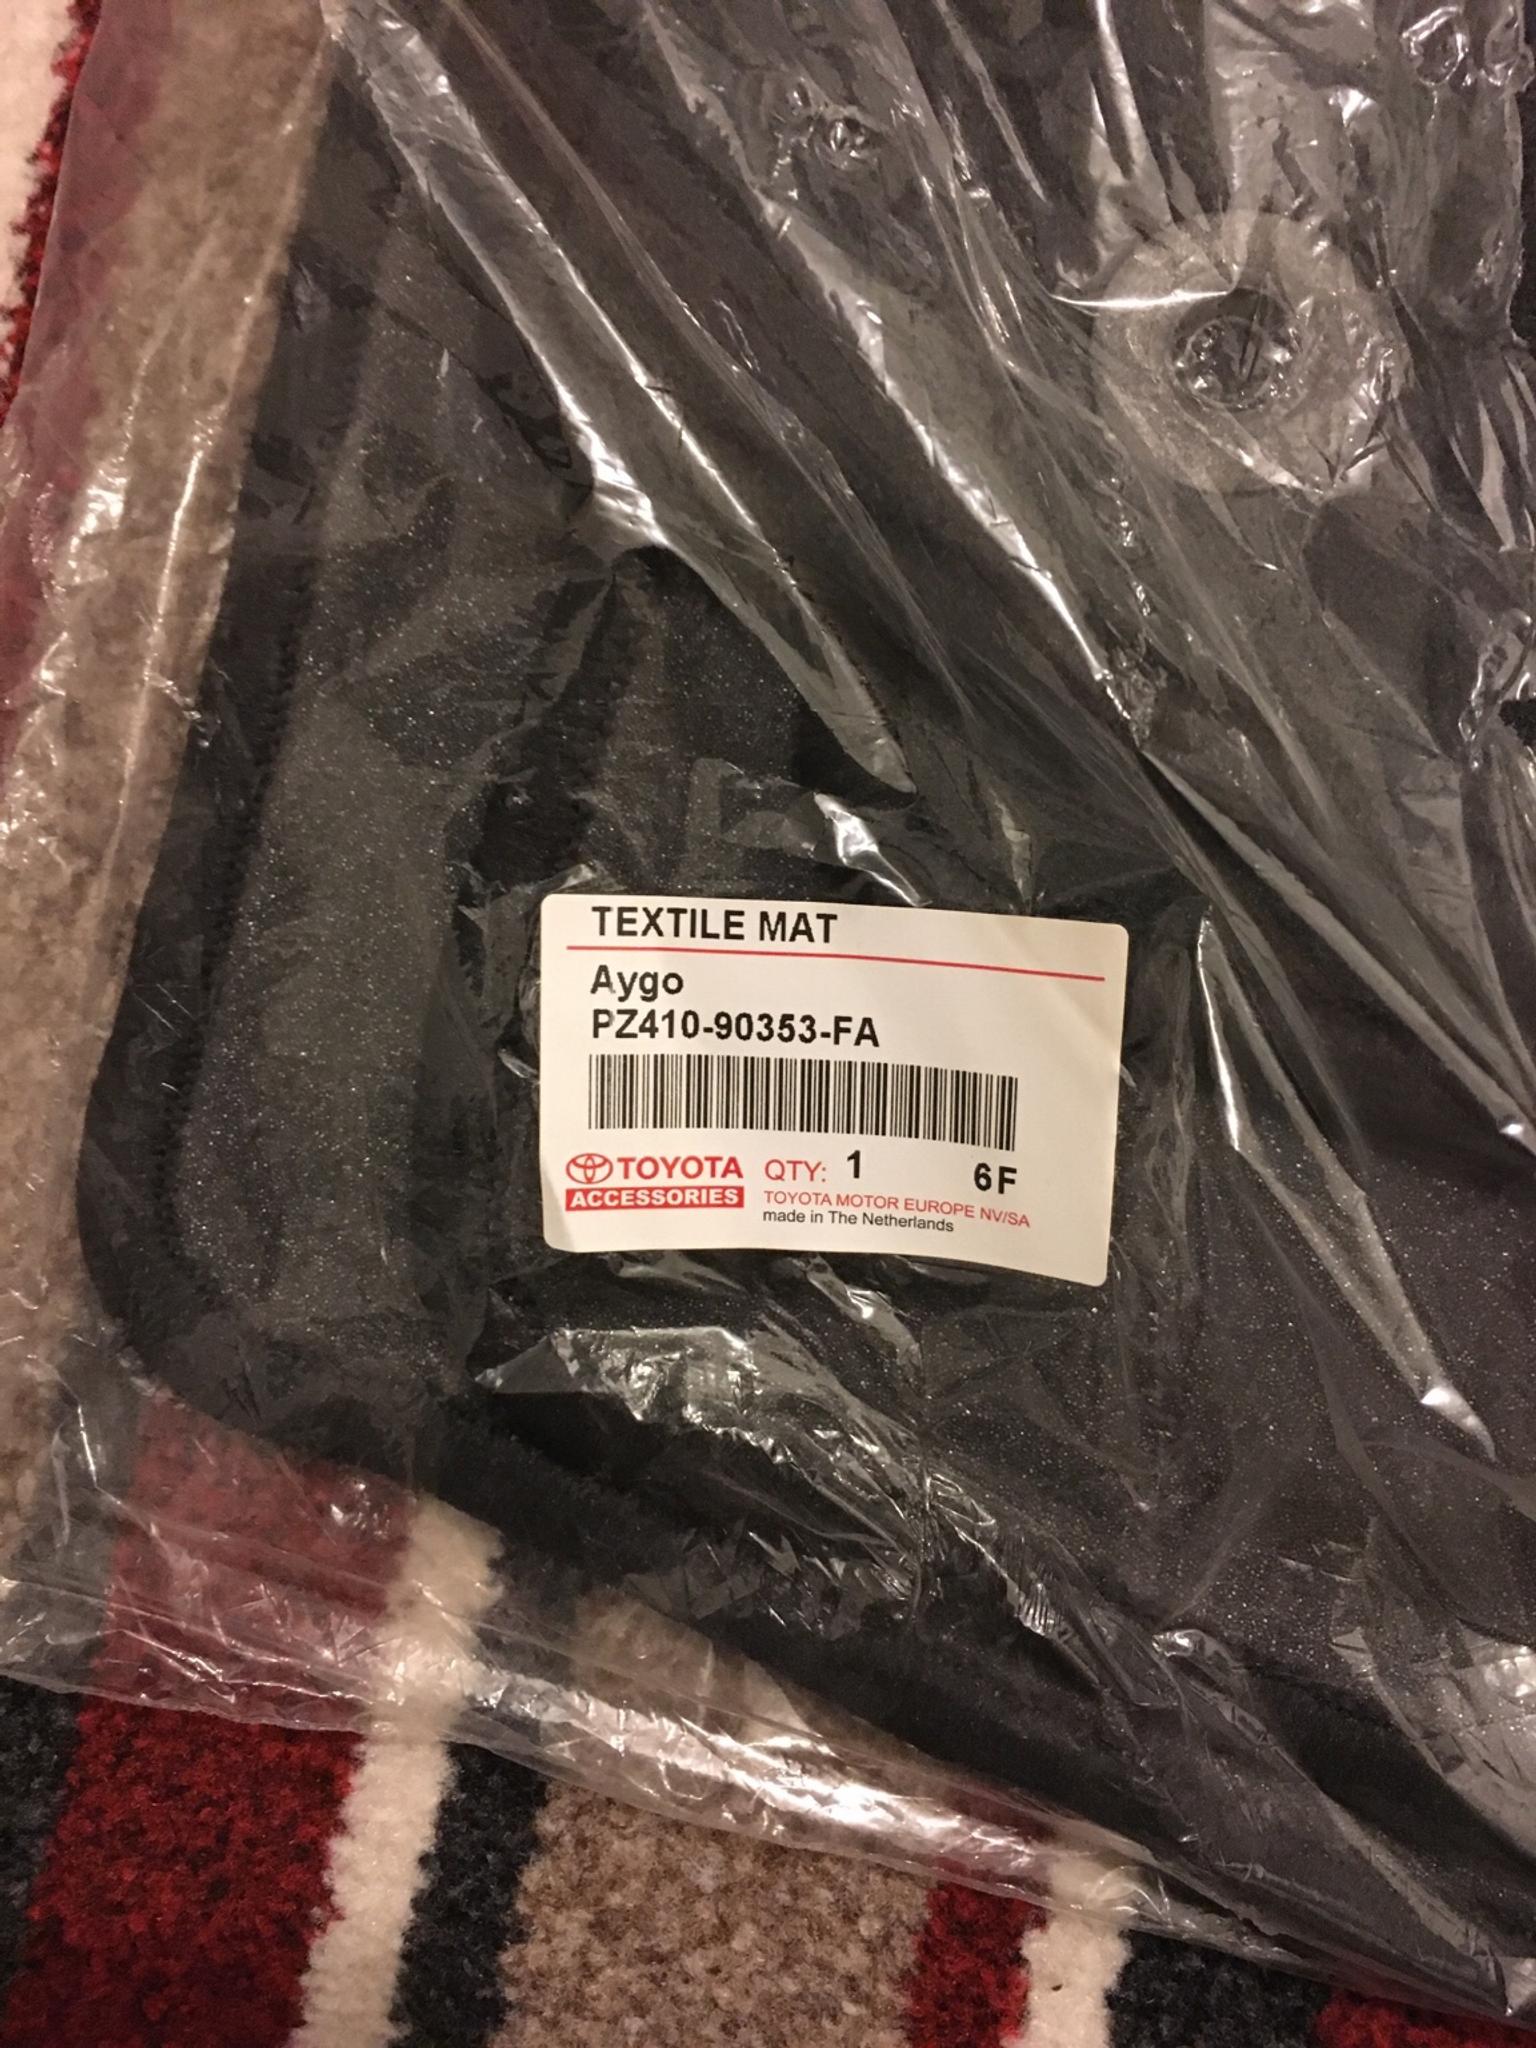 TEXTILE MAT
Aygo
PZ410-90353-FA
TOYOTA
ACCESSORIES
QTY: 1 6F
TOYOTA MOTOR EUROPE NV/SA
made in The Netherlands